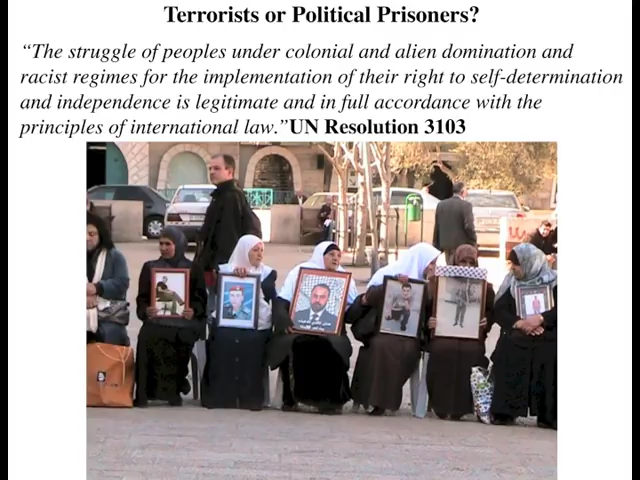 Terrorists or Political Prisoners?
“The struggle of peoples under colonial and alien domination and
racist regimes for the implementation of their right to self-determination
and independence is legitimate and in full accordance with the
principles of international law.”UN Resolution 3103